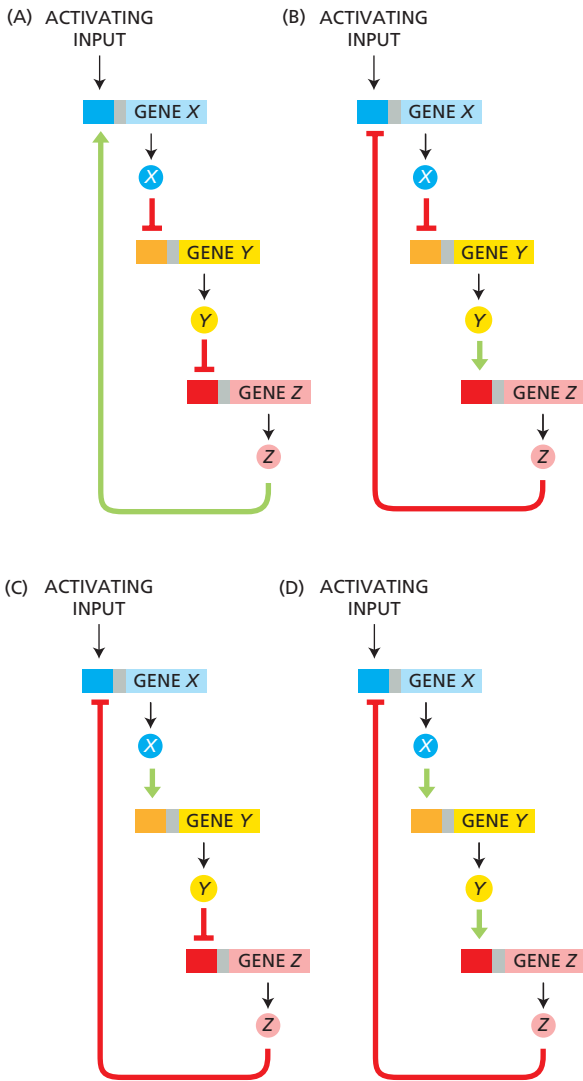 (A) ACTIVATING
INPUT
GENE X
X
GENE Y
Y
GENE Z
Z
(B) ACTIVATING
INPUT
GENE X
X
GENE Y
Y
GENE Z
Z
(C) ACTIVATING
INPUT
GENE X
X
GENE Y
Y
GENE Z
Z
(D) ACTIVATING
INPUT
GENE X
X
GENE Y
Y
GENE Z
Z